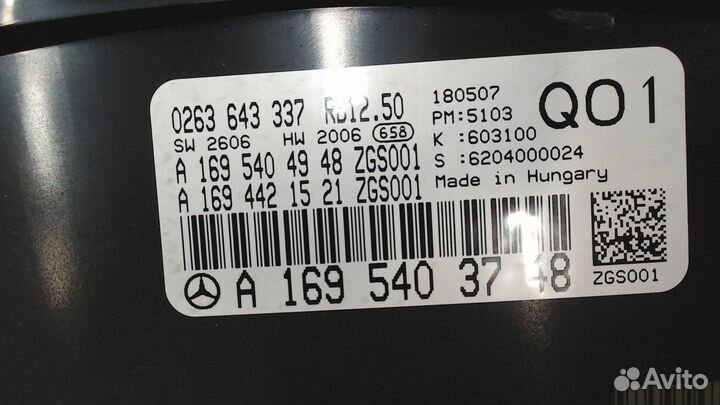 0263 643 337 RB12.50
SW 2606 HW 2006 658
A 169 540 49 48 ZGS001
A 169 442 15 21 ZGS001
180507
PM:5103
K :603100
S :6204000024
Made in Hungary
Q01
A 169 540 37 48
ZGS001
Avito